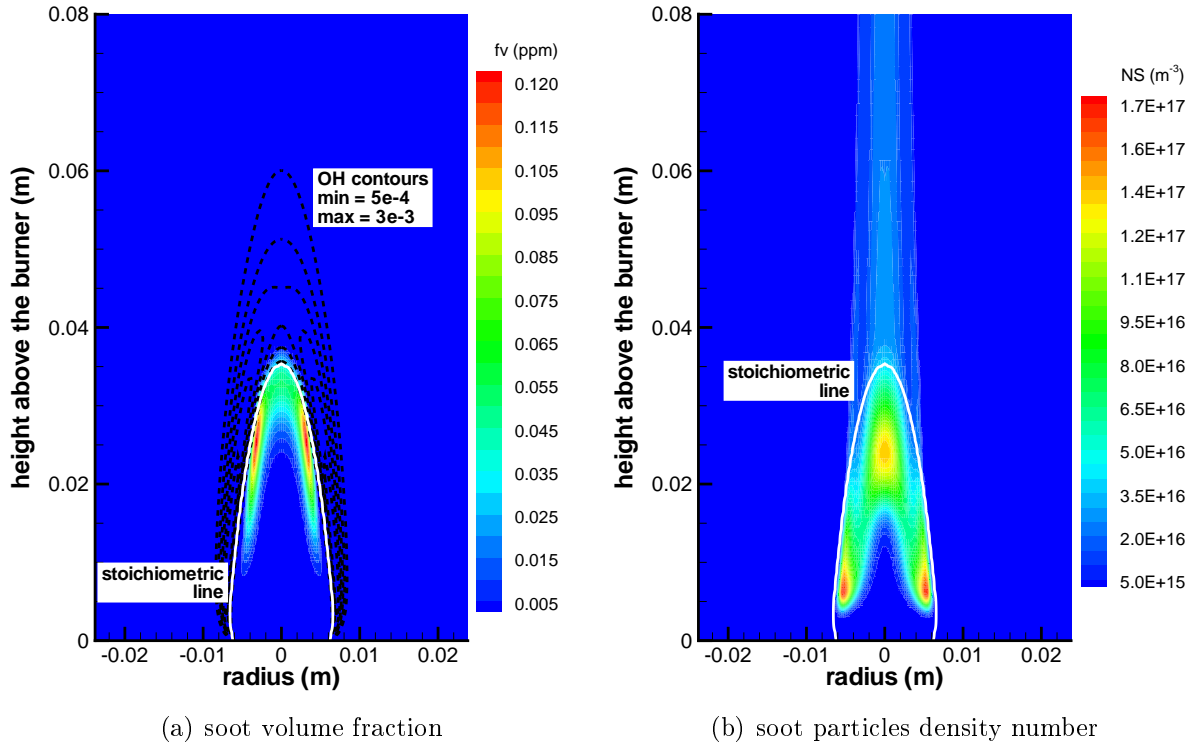 0.08
0.06
0.04
0.02
0
height above the burner (m)
-0.02 -0.01 0 0.01 0.02
radius (m)
OH contours
min = 5e-4
max = 3e-3
stoichiometric
line
fv (ppm)
0.120
0.115
0.105
0.095
0.085
0.075
0.065
0.055
0.045
0.035
0.025
0.015
0.005
(a) soot volume fraction
0.08
0.06
0.04
0.02
0
height above the burner (m)
-0.02 -0.01 0 0.01 0.02
radius (m)
stoichiometric
line
NS (m-3)
1.7E+17
1.6E+17
1.4E+17
1.2E+17
1.1E+17
9.5E+16
8.0E+16
6.5E+16
5.0E+16
3.5E+16
2.0E+16
5.0E+15
(b) soot particles density number